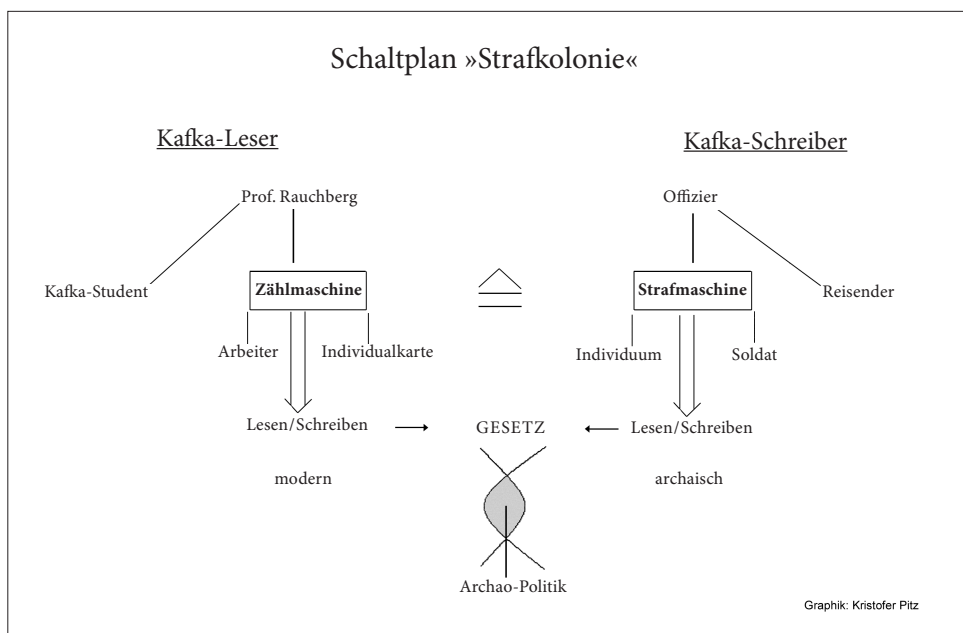 Schaltplan »Strafkolonie«
Kafka-Leser
Kafka-Schreiber
Prof. Rauchberg
Offizier
Kafka-Student
Zählmaschine
Strafmaschine
Reisender
Arbeiter
Individualkarte
Individuum
Soldat
Lesen/Schreiben
GESETZ
Lesen/Schreiben
modern
archaisch
Archao-Politik
Graphik: Kristofer Pitz